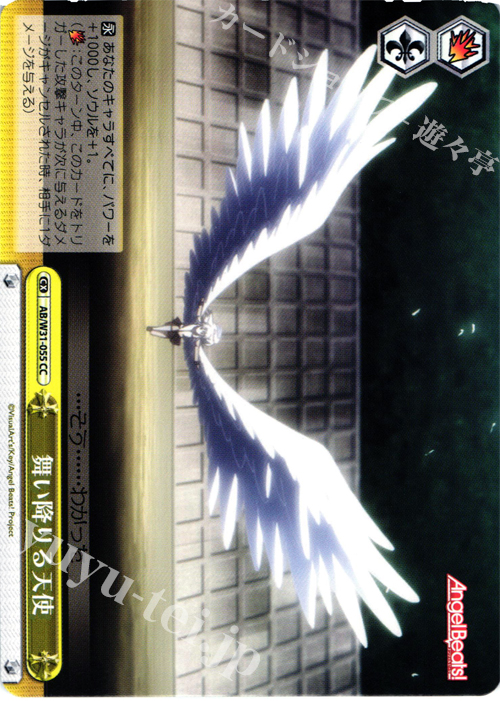 カードショップ 遊々亭
永 あなたのキャラすべてに、パワーを
+1000し、ソウルを+1。
( :このターン中、このカードをトリ
ガーした攻撃キャラが次に与えるダメ
ージがキャンセルされた時、相手に1ダ
メージを与える)
…そう……わかったわ
CX
AB/W31-055 CC
舞い降りる天使
©VisualArt's/Key/Angel Beats! Project
Angel Beats!
yuyu-tei.jp